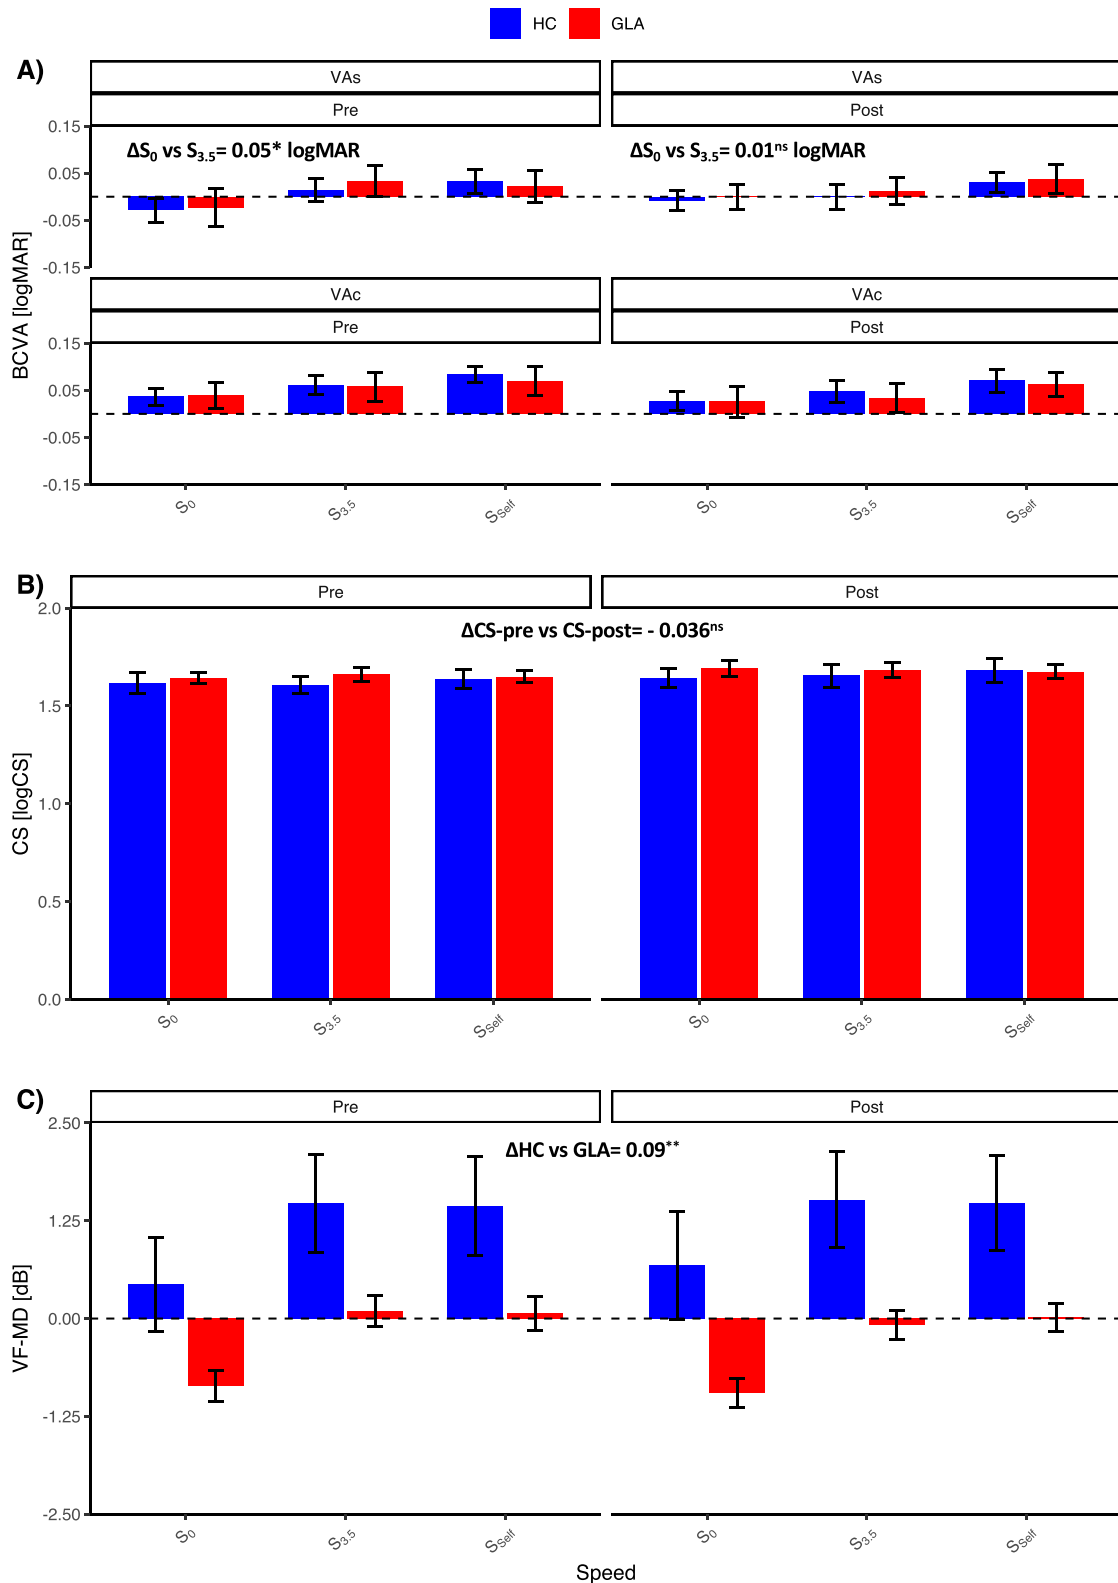 HC GLA
A)
VAs VAs
Pre Post
ΔS₀ vs S₃.₅= 0.05* logMAR ΔS₀ vs S₃.₅= 0.01ⁿˢ logMAR
0.15
0.05
-0.05
-0.15
VAc VAc
Pre Post
0.15
0.05
-0.05
-0.15
BCVA [logMAR]
S₀ S₃.₅ SSelf S₀ S₃.₅ SSelf
B)
Pre Post
ΔCS-pre vs CS-post= - 0.036ⁿˢ
2.0
1.5
1.0
0.5
0.0
CS [logCS]
S₀ S₃.₅ SSelf S₀ S₃.₅ SSelf
C)
Pre Post
ΔHC vs GLA= 0.09**
2.50
1.25
0.00
-1.25
-2.50
VF-MD [dB]
S₀ S₃.₅ SSelf S₀ S₃.₅ SSelf
Speed